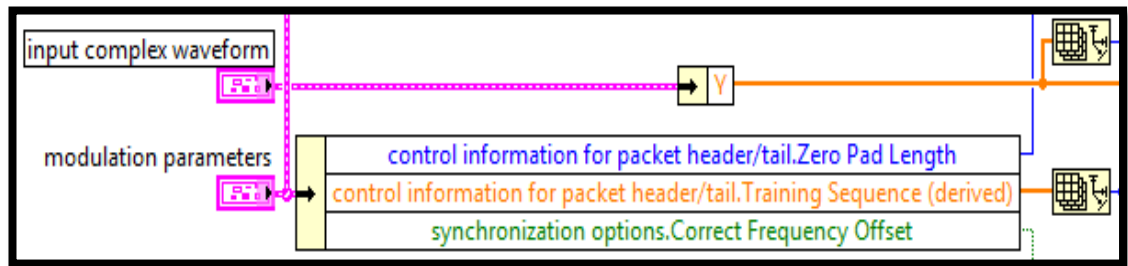 input complex waveform
Y
modulation parameters
control information for packet header/tail.Zero Pad Length
control information for packet header/tail.Training Sequence (derived)
synchronization options.Correct Frequency Offset